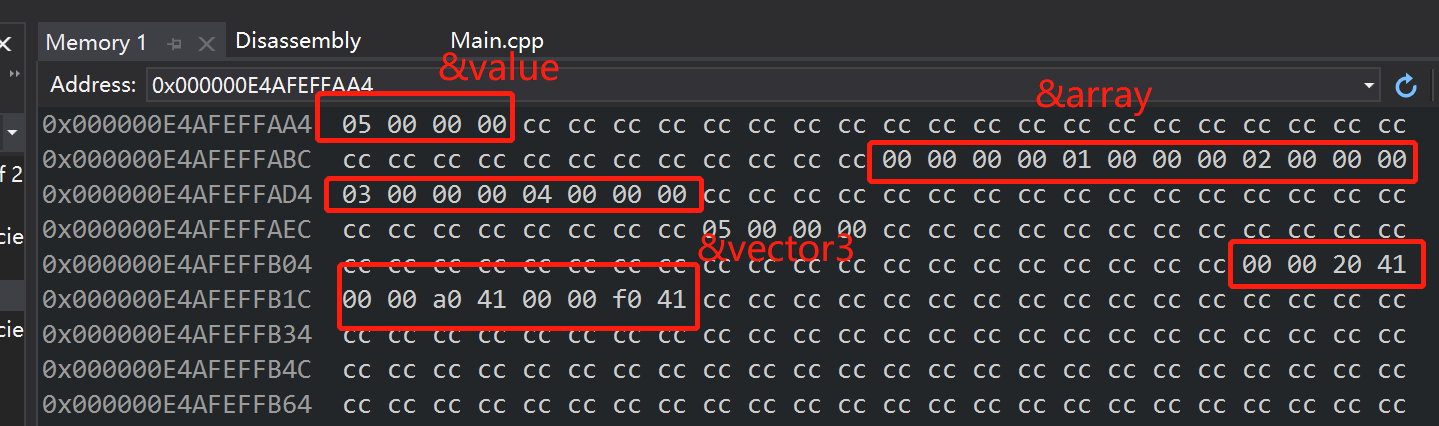 Memory 1 Disassembly Main.cpp
&value
Address: 0x000000E4AFEFFAA4
&array
0x000000E4AFEFFAA4 05 00 00 00 cc cc cc cc cc cc cc cc cc cc cc cc cc cc cc cc cc cc cc cc
0x000000E4AFEFFABC cc cc cc cc cc cc cc cc cc cc cc cc 00 00 00 00 01 00 00 00 02 00 00 00
f 2
0x000000E4AFEFFAD4 03 00 00 00 04 00 00 00 cc cc cc cc cc cc cc cc cc cc cc cc cc cc cc cc
cie
0x000000E4AFEFFAEC cc cc cc cc cc cc cc cc 05 00 00 00 cc cc cc cc cc cc cc cc cc cc cc cc
&vector3
0x000000E4AFEFFB04 cc cc cc cc cc cc cc cc cc cc cc cc cc cc cc cc cc cc cc cc 00 00 20 41
0x000000E4AFEFFB1C 00 00 a0 41 00 00 f0 41 cc cc cc cc cc cc cc cc cc cc cc cc cc cc cc cc
cie
0x000000E4AFEFFB34 cc cc cc cc cc cc cc cc cc cc cc cc cc cc cc cc cc cc cc cc cc cc cc cc
0x000000E4AFEFFB4C cc cc cc cc cc cc cc cc cc cc cc cc cc cc cc cc cc cc cc cc cc cc cc cc
0x000000E4AFEFFB64 cc cc cc cc cc cc cc cc cc cc cc cc cc cc cc cc cc cc cc cc cc cc cc cc